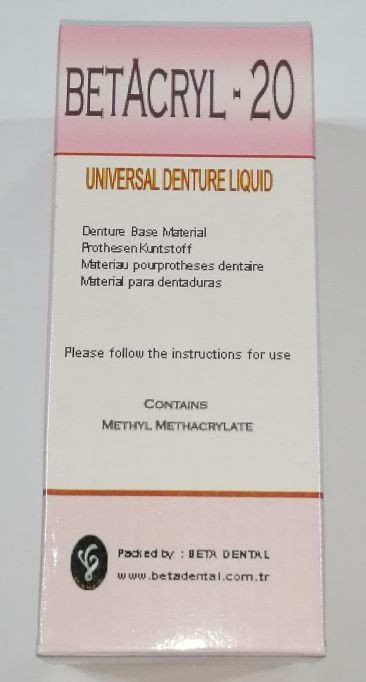 BETACRYL - 20
UNIVERSAL DENTURE LIQUID
Denture Base Material
Prothesen Kuntstoff
Materiau pourprotheses dentaire
Material para dentaduras
Please follow the instructions for use
CONTAINS
METHYL METHACRYLATE
Packed by : BETA DENTAL
www.betadental.com.tr